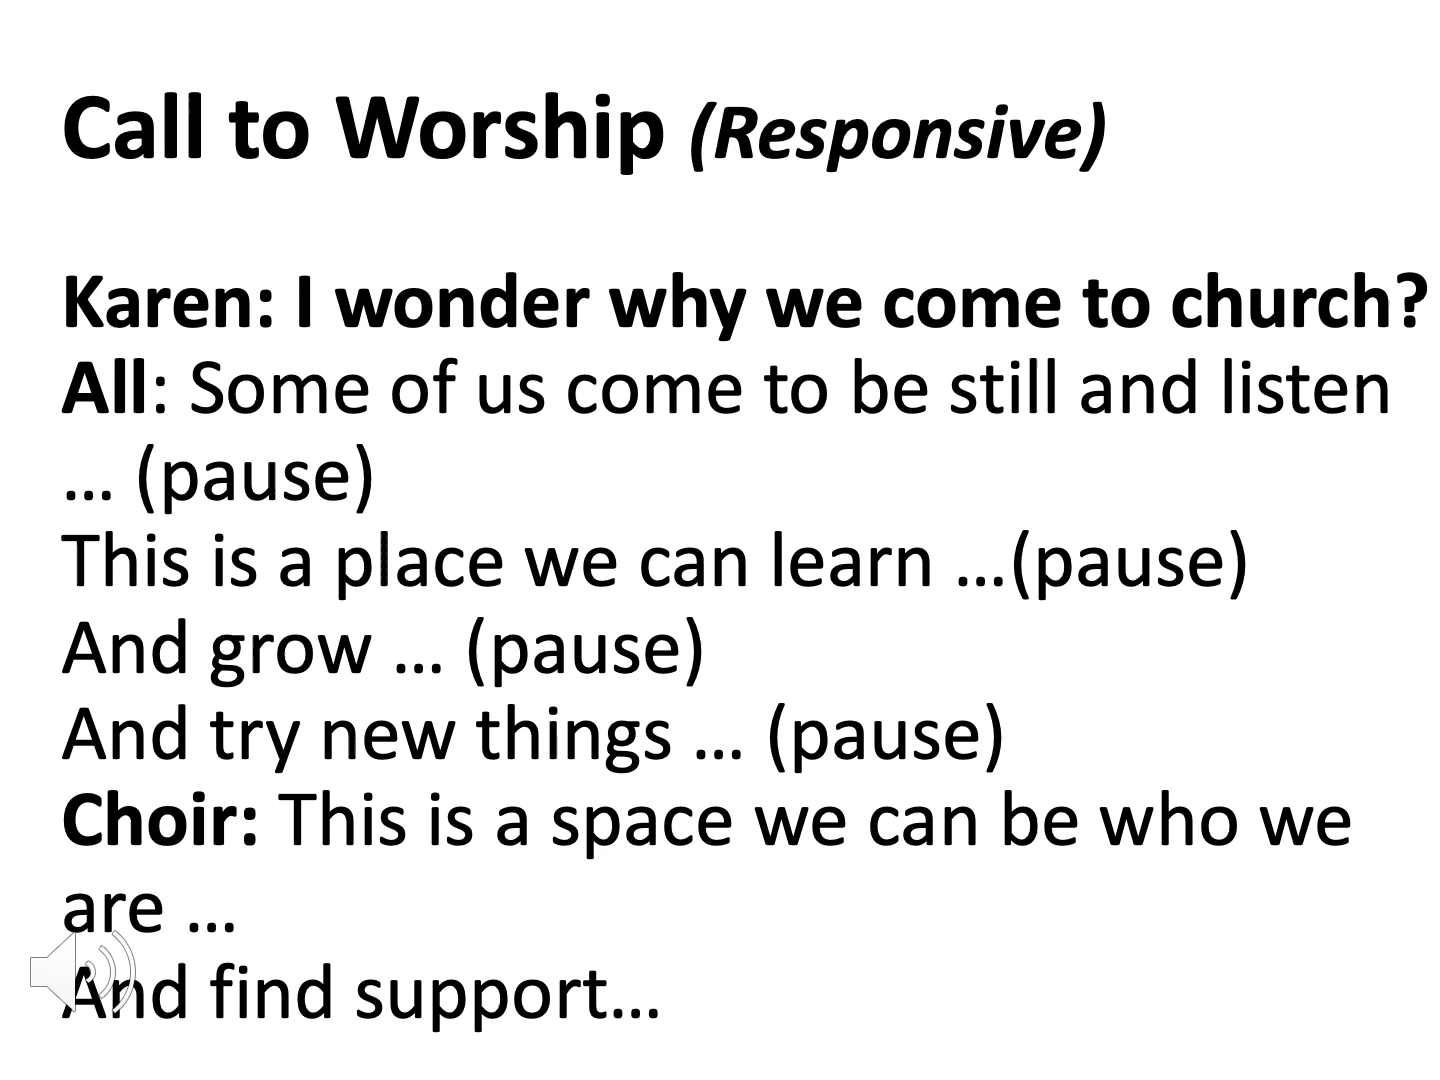 Call to Worship (Responsive)
Karen: I wonder why we come to church?
All: Some of us come to be still and listen
… (pause)
This is a place we can learn …(pause)
And grow … (pause)
And try new things … (pause)
Choir: This is a space we can be who we
are …
And find support…